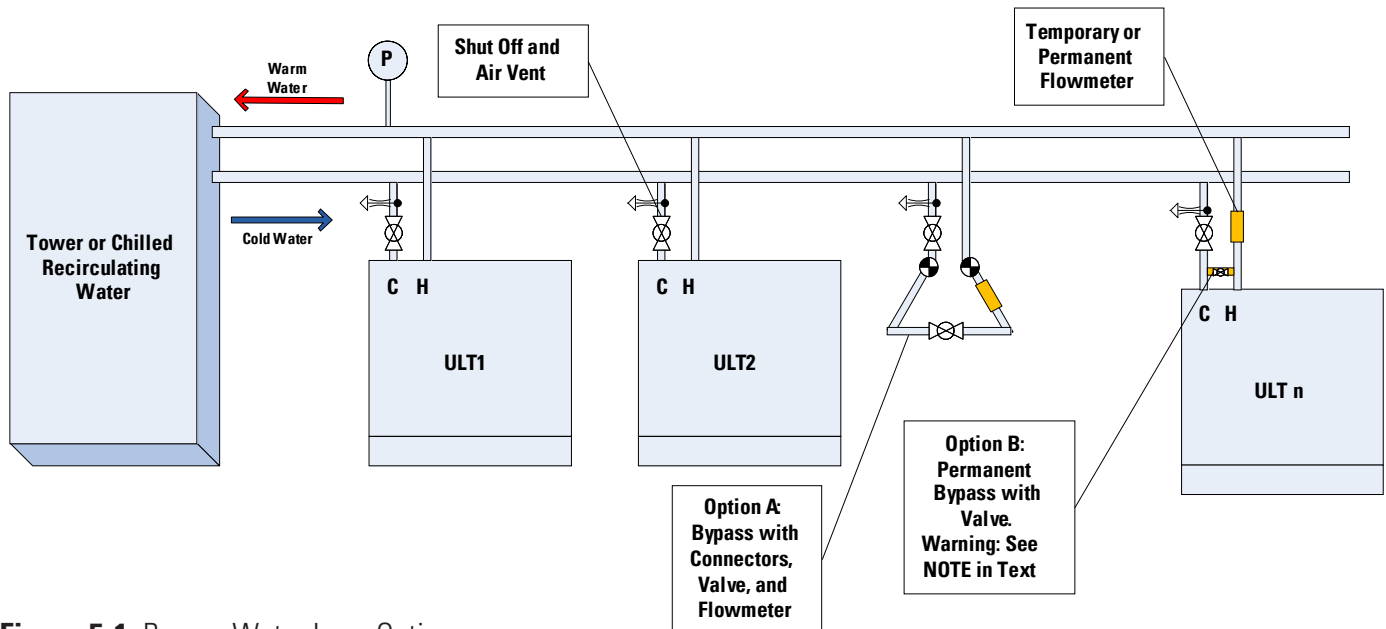 P
Warm
Water
Shut Off and
Air Vent
Temporary or
Permanent
Flowmeter
Tower or Chilled
Recirculating
Water
Cold Water
C H
ULT1
C H
ULT2
C H
ULT n
Option A:
Bypass with
Connectors,
Valve, and
Flowmeter
Option B:
Permanent
Bypass with
Valve.
Warning: See
NOTE in Text